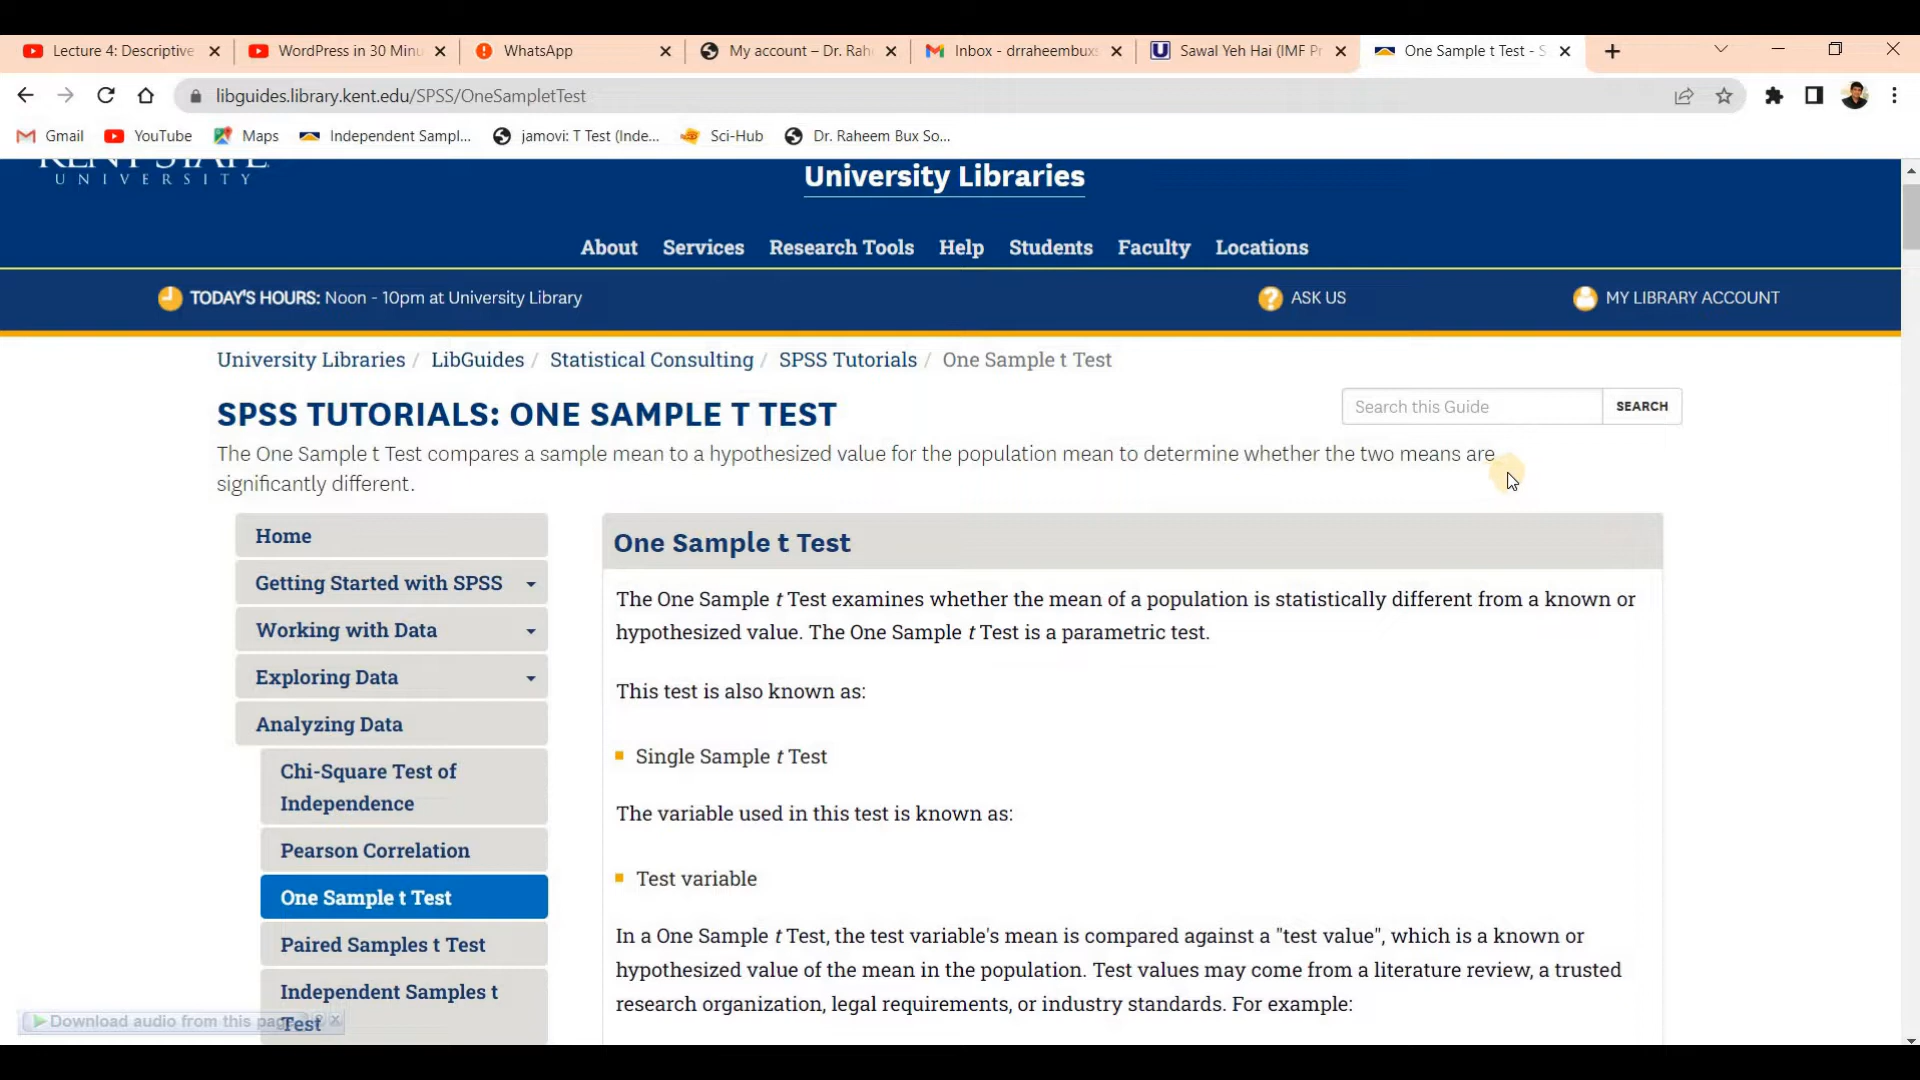 Lecture 4: Descriptive
WordPress in 30 Minu
WhatsApp
My account – Dr. Rah
Inbox - drraheembuxs
Sawal Yeh Hai (IMF Pr
One Sample t Test - S
libguides.library.kent.edu/SPSS/OneSampletTest
Gmail
YouTube
Maps
Independent Sampl...
jamovi: T Test (Inde...
Sci-Hub
Dr. Raheem Bux So...
KENT STATE
UNIVERSITY
University Libraries
About Services Research Tools Help Students Faculty Locations
TODAY'S HOURS: Noon - 10pm at University Library
ASK US
MY LIBRARY ACCOUNT
University Libraries / LibGuides / Statistical Consulting / SPSS Tutorials / One Sample t Test
SPSS TUTORIALS: ONE SAMPLE T TEST
Search this Guide
SEARCH
The One Sample t Test compares a sample mean to a hypothesized value for the population mean to determine whether the two means are
significantly different.
Home
Getting Started with SPSS
Working with Data
Exploring Data
Analyzing Data
Chi-Square Test of
Independence
Pearson Correlation
One Sample t Test
Paired Samples t Test
Independent Samples t
Test
Download audio from this page
One Sample t Test
The One Sample t Test examines whether the mean of a population is statistically different from a known or
hypothesized value. The One Sample t Test is a parametric test.
This test is also known as:
Single Sample t Test
The variable used in this test is known as:
Test variable
In a One Sample t Test, the test variable's mean is compared against a "test value", which is a known or
hypothesized value of the mean in the population. Test values may come from a literature review, a trusted
research organization, legal requirements, or industry standards. For example: